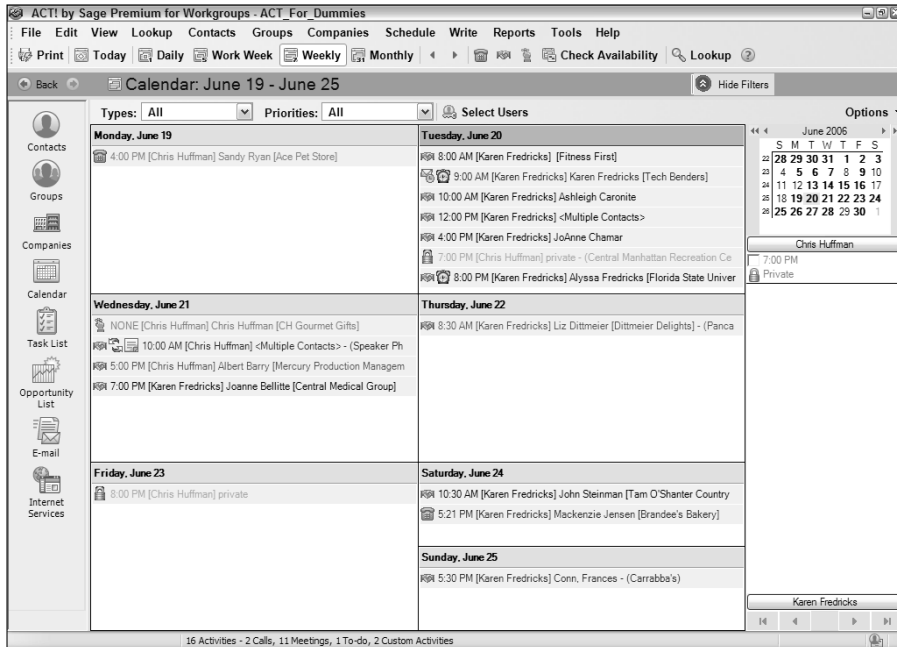 ACT! by Sage Premium for Workgroups - ACT_For_Dummies
File Edit View Lookup Contacts Groups Companies Schedule Write Reports Tools Help
Print Today Daily Work Week Weekly Monthly Check Availability Lookup
Back Calendar: June 19 - June 25 Hide Filters
Types: All Priorities: All Select Users Options
Contacts
Groups
Companies
Calendar
Task List
Opportunity
List
E-mail
Internet
Services
Monday, June 19
4:00 PM [Chris Huffman] Sandy Ryan [Ace Pet Store]
Tuesday, June 20
8:00 AM [Karen Fredricks] [Fitness First]
9:00 AM [Karen Fredricks] Karen Fredricks [Tech Benders]
10:00 AM [Karen Fredricks] Ashleigh Caronite
12:00 PM [Karen Fredricks] <Multiple Contacts>
4:00 PM [Karen Fredricks] JoAnne Chamar
7:00 PM [Chris Huffman] private - (Central Manhattan Recreation Ce
8:00 PM [Karen Fredricks] Alyssa Fredricks [Florida State Univer
Wednesday, June 21
NONE [Chris Huffman] Chris Huffman [CH Gourmet Gifts]
10:00 AM [Chris Huffman] <Multiple Contacts> - (Speaker Ph
5:00 PM [Chris Huffman] Albert Barry [Mercury Production Managem
7:00 PM [Karen Fredricks] Joanne Bellitte [Central Medical Group]
Thursday, June 22
8:30 AM [Karen Fredricks] Liz Dittmeier [Dittmeier Delights] - (Panca
Friday, June 23
8:00 PM [Chris Huffman] private
Saturday, June 24
10:30 AM [Karen Fredricks] John Steinman [Tam O'Shanter Country
5:21 PM [Karen Fredricks] Mackenzie Jensen [Brandee's Bakery]
Sunday, June 25
5:30 PM [Karen Fredricks] Conn, Frances - (Carrabba's)
June 2006
S M T W T F S
22 28 29 30 31 1 2 3
23 4 5 6 7 8 9 10
24 11 12 13 14 15 16 17
25 18 19 20 21 22 23 24
26 25 26 27 28 29 30 1
Chris Huffman
7:00 PM
Private
Karen Fredricks
16 Activities - 2 Calls, 11 Meetings, 1 To-do, 2 Custom Activities